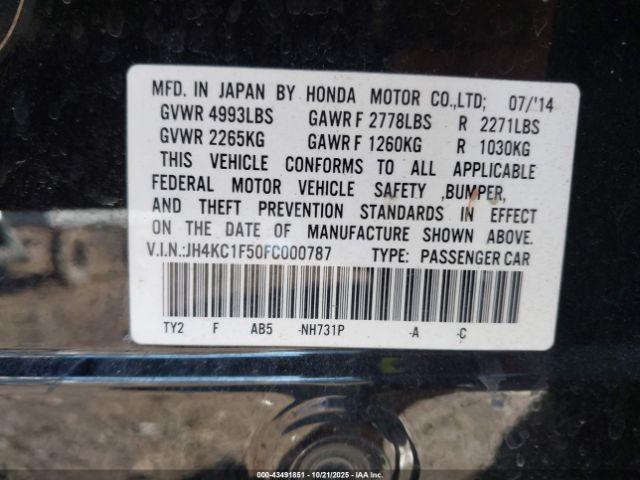 MFD. IN JAPAN BY HONDA MOTOR CO.,LTD; 07/'14
GVWR 4993LBS GAWR F 2778LBS R 2271LBS
GVWR 2265KG GAWR F 1260KG R 1030KG
THIS VEHICLE CONFORMS TO ALL APPLICABLE
FEDERAL MOTOR VEHICLE SAFETY ,BUMPER,
AND THEFT PREVENTION STANDARDS IN EFFECT
ON THE DATE OF MANUFACTURE SHOWN ABOVE.
V.I.N.:JH4KC1F50FC000787 TYPE: PASSENGER CAR
TY2 F AB5 -NH731P -A -C
000-43491851 | 10/21/2025 | IAA Inc.